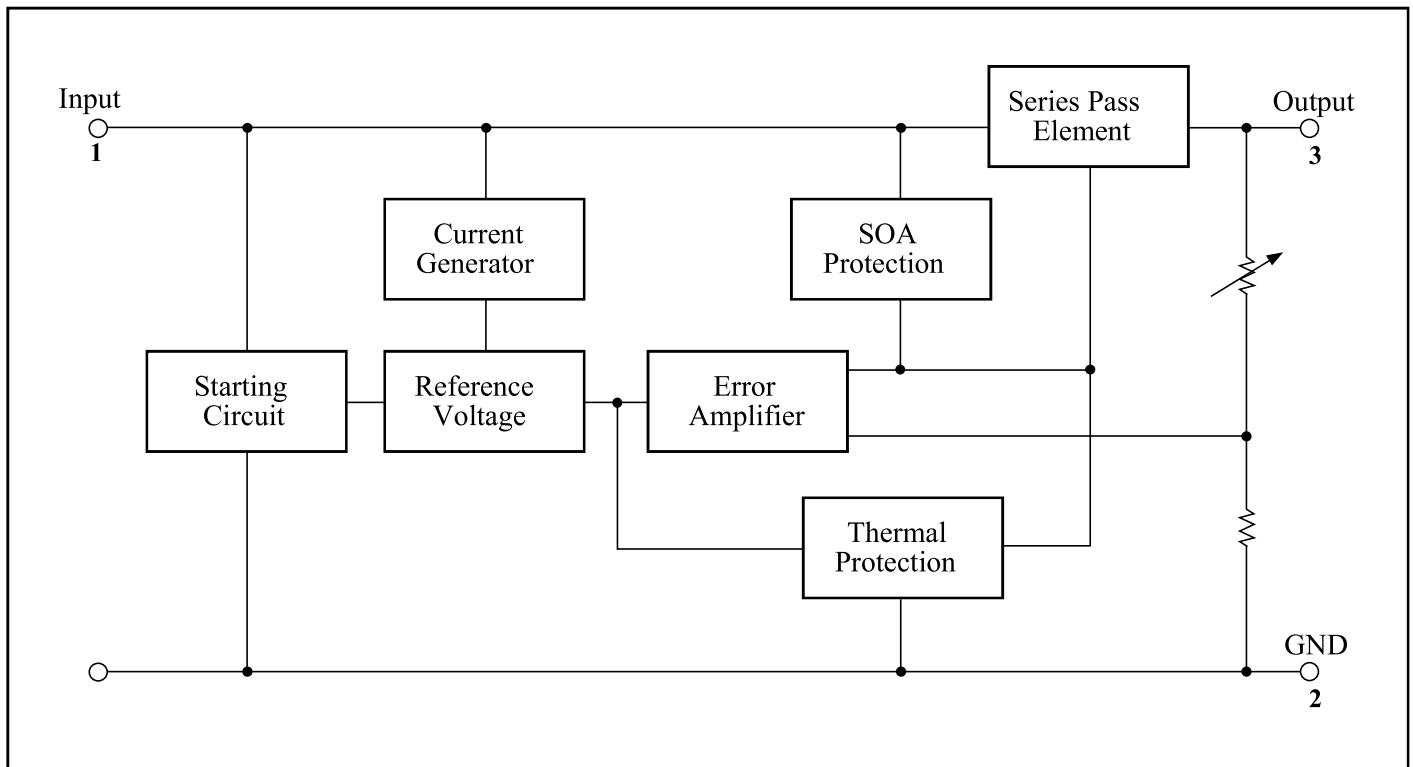 Input
1
Series Pass
Element
Output
3
Current
Generator
SOA
Protection
Starting
Circuit
Reference
Voltage
Error
Amplifier
Thermal
Protection
GND
2